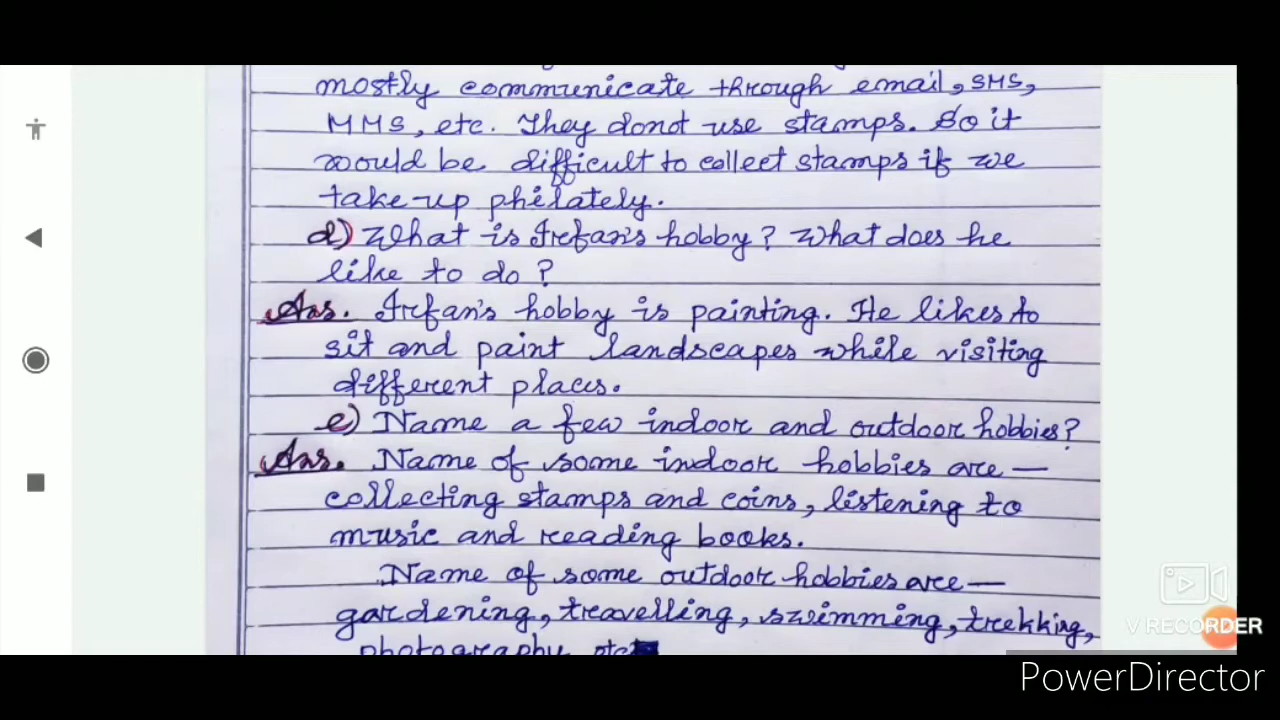 mostly communicate through email, SMS,
MMS, etc. They donot use stamps. So it
would be difficult to collect stamps if we
take-up philately.
d) What is Irfan's hobby? What does he
like to do?
Ans. Irfan's hobby is painting. He likes to
sit and paint landscapes while visiting
different places.
e) Name a few indoor and outdoor hobbies?
Ans. Name of some indoor hobbies are —
collecting stamps and coins, listening to
music and reading books.
Name of some outdoor hobbies are —
gardening, travelling, swimming, trekking,
photography etc
V RECORDER
PowerDirector